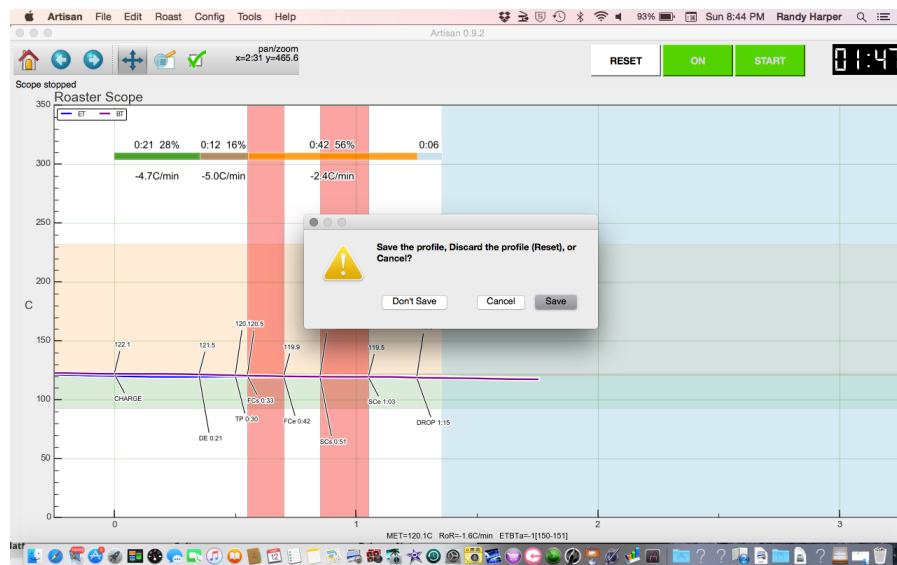 Artisan File Edit Roast Config Tools Help 93% Sun 8:44 PM Randy Harper
Artisan 0.9.2
pan/zoom
x=2:31 y=465.6
RESET ON START 01:47
Scope stopped
Roaster Scope
350
ET BT
0:21 28% 0:12 16% 0:42 56% 0:06
300
-4.7C/min -5.0C/min -2.4C/min
250
Save the profile, Discard the profile (Reset), or
Cancel?
Don't Save Cancel Save
200
C
150
122.1 121.5 120.5 119.9 119.5
100
CHARGE FCs 0:33 SCe 1:03
TP 0:30 FCe 0:42 DROP 1:15
DE 0:21 SCs 0:51
50
0
0 1 2 3
MET=120.1C RoR=-1.6C/min ETBTa=-1[150-151]